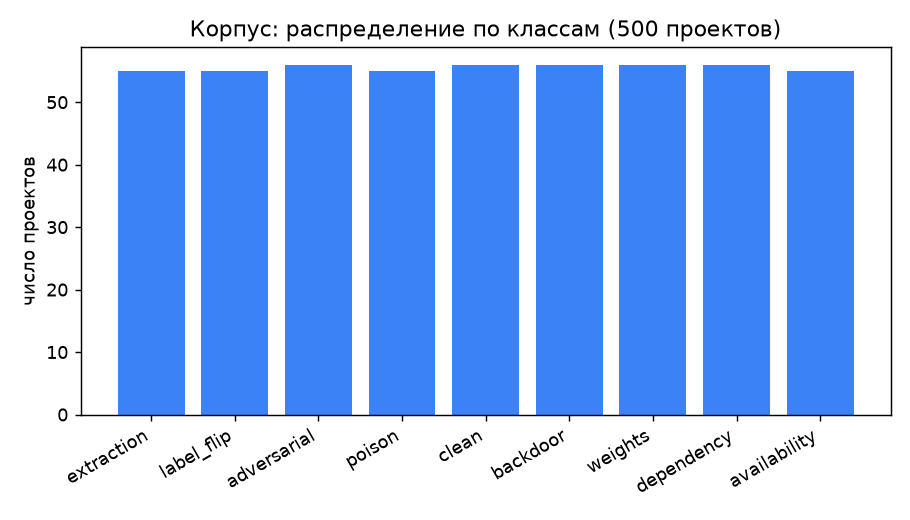 Корпус: распределение по классам (500 проектов)
число проектов
50
40
30
20
10
0
extraction
label_flip
adversarial
poison
clean
backdoor
weights
dependency
availability